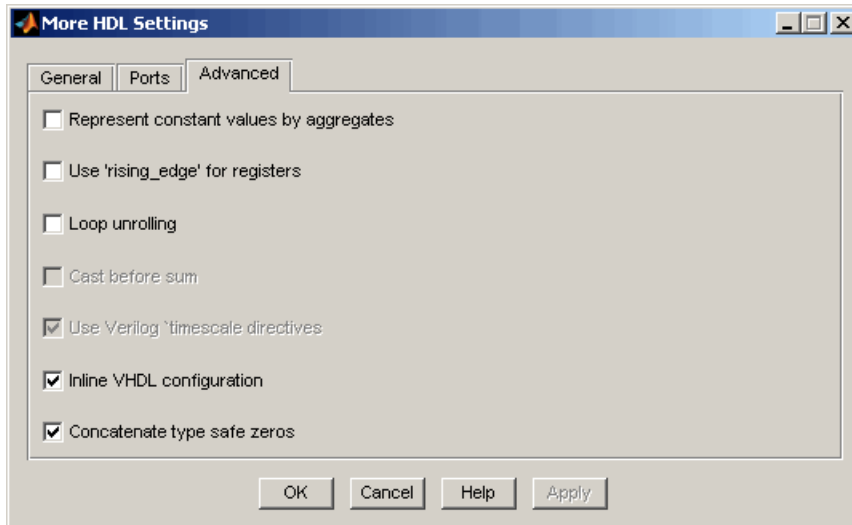 More HDL Settings
General Ports Advanced
Represent constant values by aggregates
Use 'rising_edge' for registers
Loop unrolling
Cast before sum
Use Verilog `timescale directives
Inline VHDL configuration
Concatenate type safe zeros
OK Cancel Help Apply